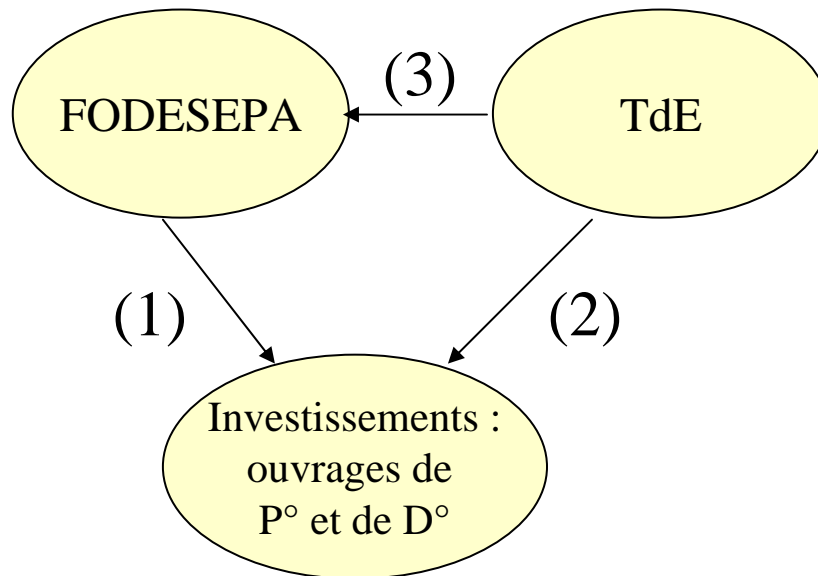 FODESEPA
(3)
TdE
(1)
(2)
Investissements :
ouvrages de
P° et de D°